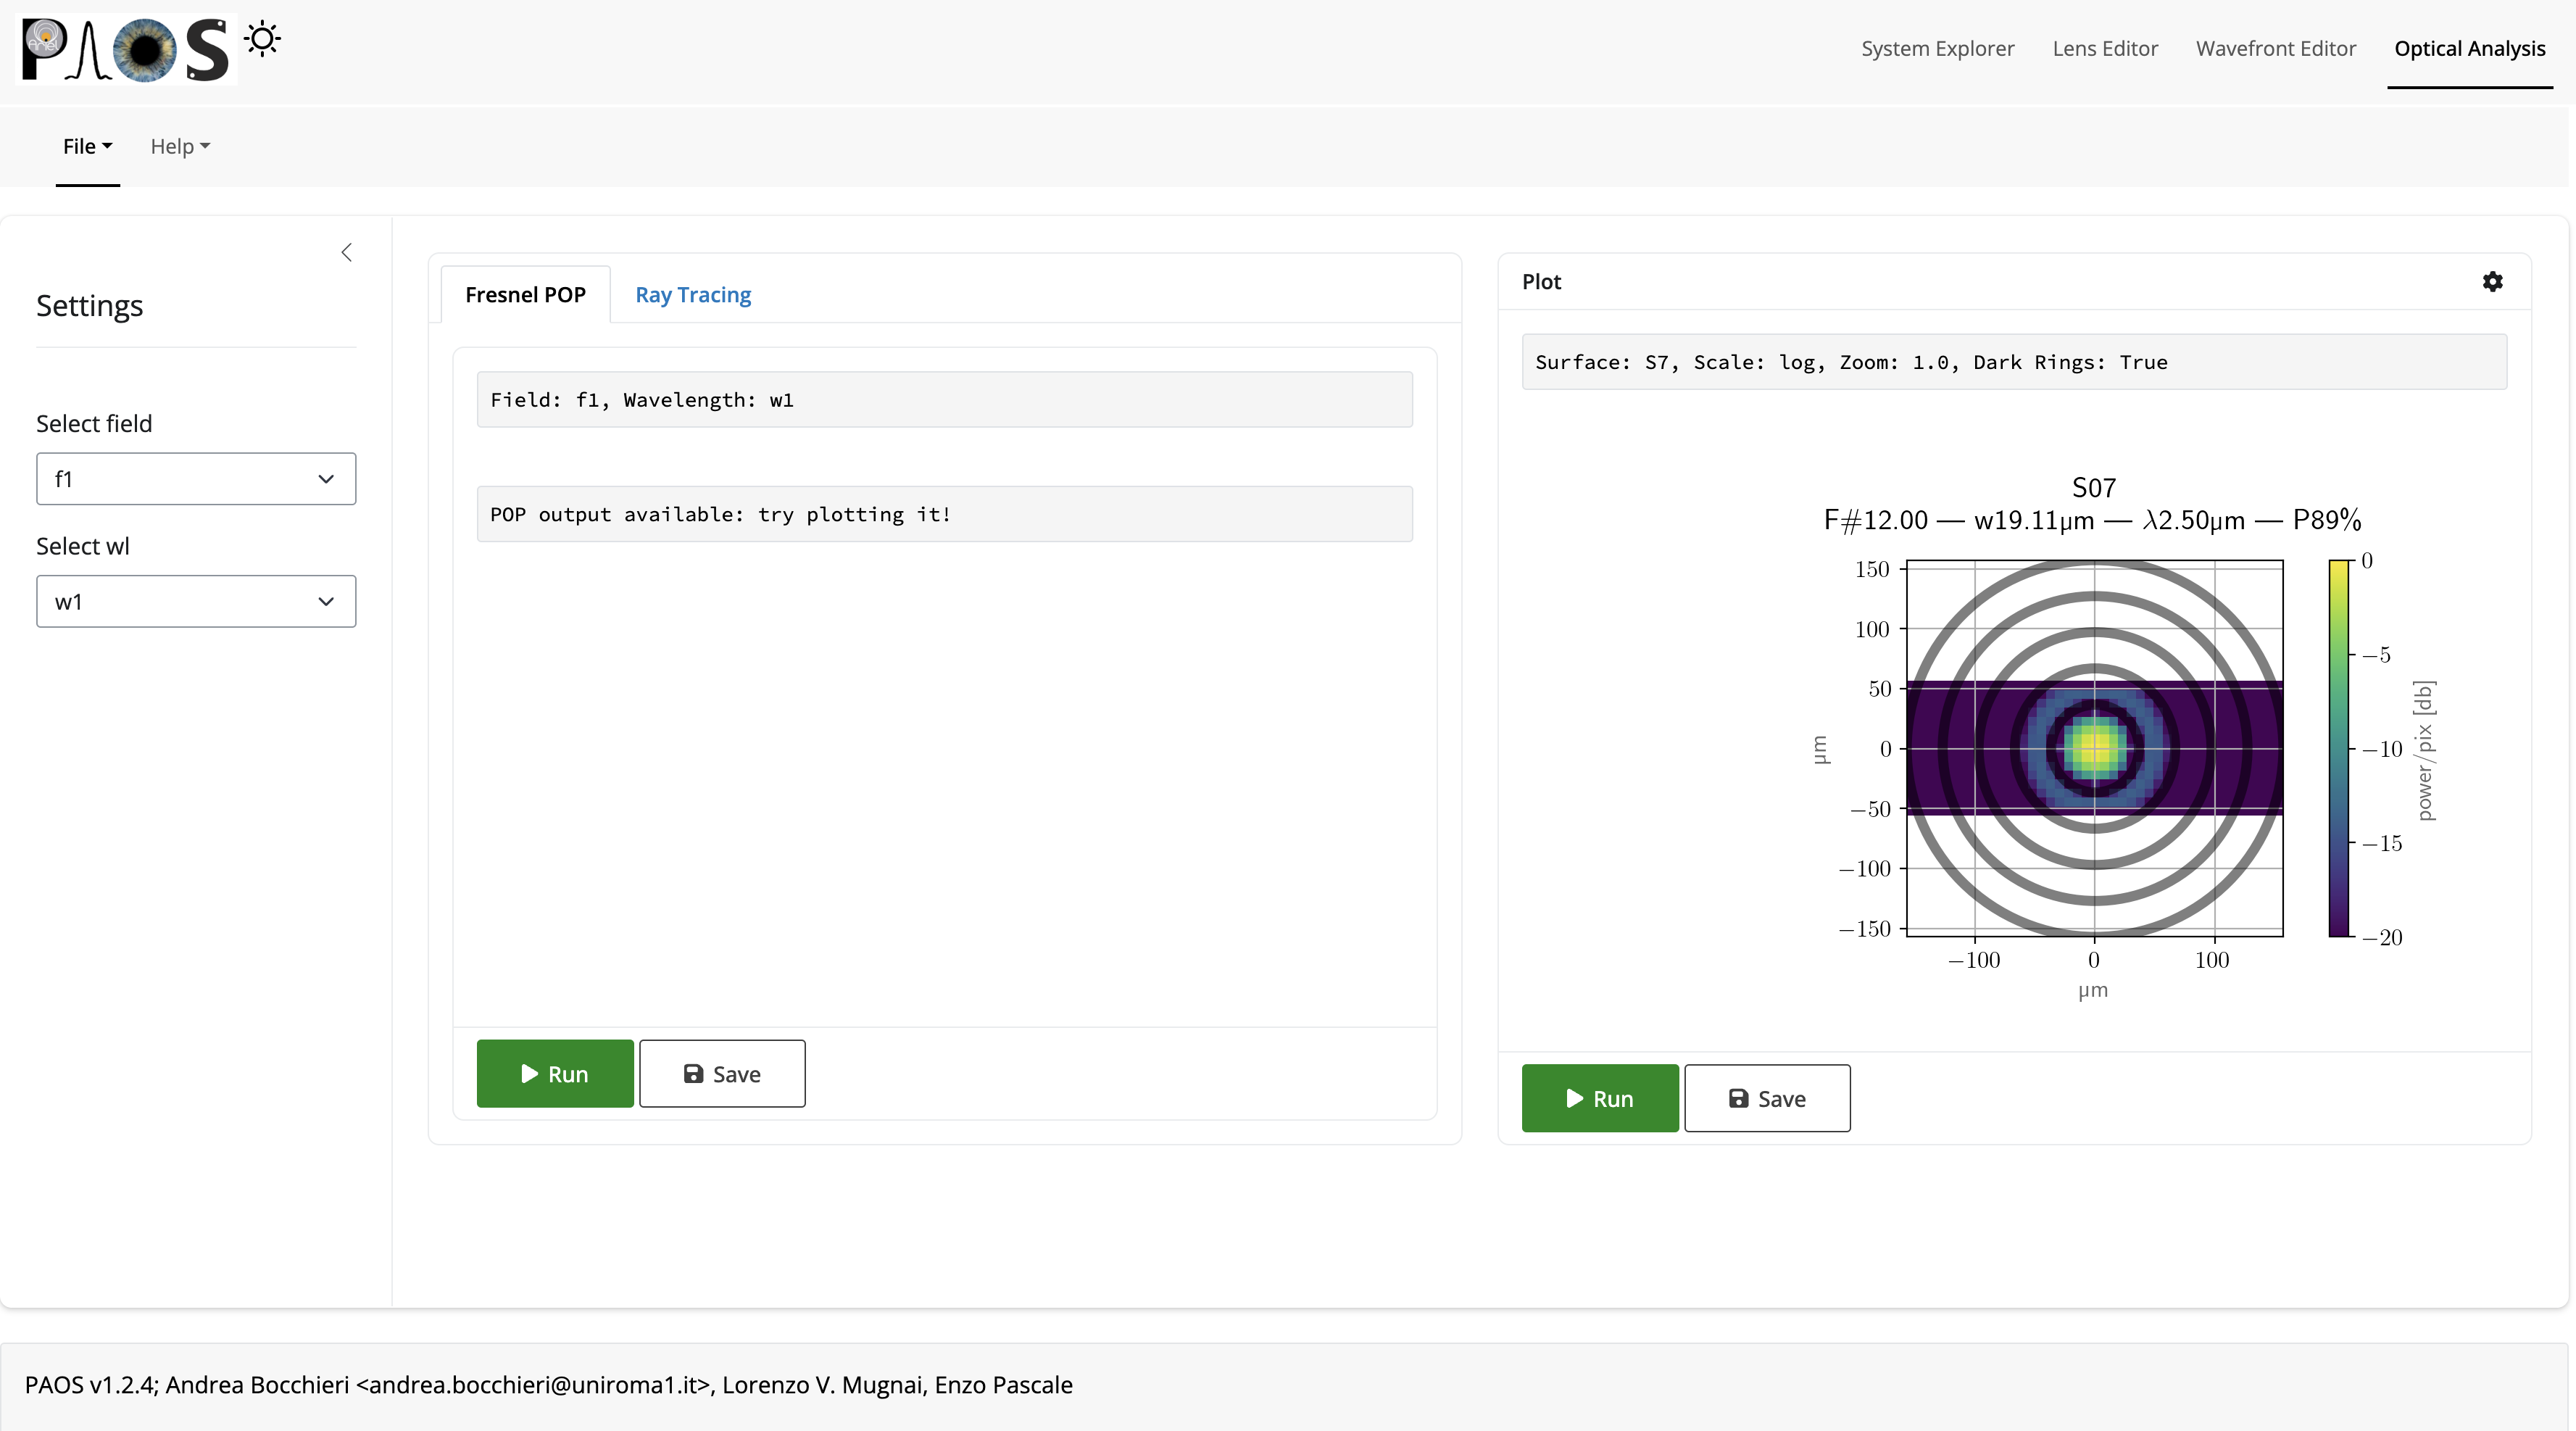 PAOS
System Explorer Lens Editor Wavefront Editor Optical Analysis
File Help
Settings
Select field
f1
Select wl
w1
Fresnel POP Ray Tracing
Field: f1, Wavelength: w1
POP output available: try plotting it!
Run Save
Plot
Surface: S7, Scale: log, Zoom: 1.0, Dark Rings: True
S07
F#12.00 — w19.11μm — λ2.50μm — P89%
150
100
50
0
−50
−100
−150
μm
−100 0 100
μm
0
−5
−10
−15
−20
power/pix [db]
Run Save
PAOS v1.2.4; Andrea Bocchieri <andrea.bocchieri@uniroma1.it>, Lorenzo V. Mugnai, Enzo Pascale